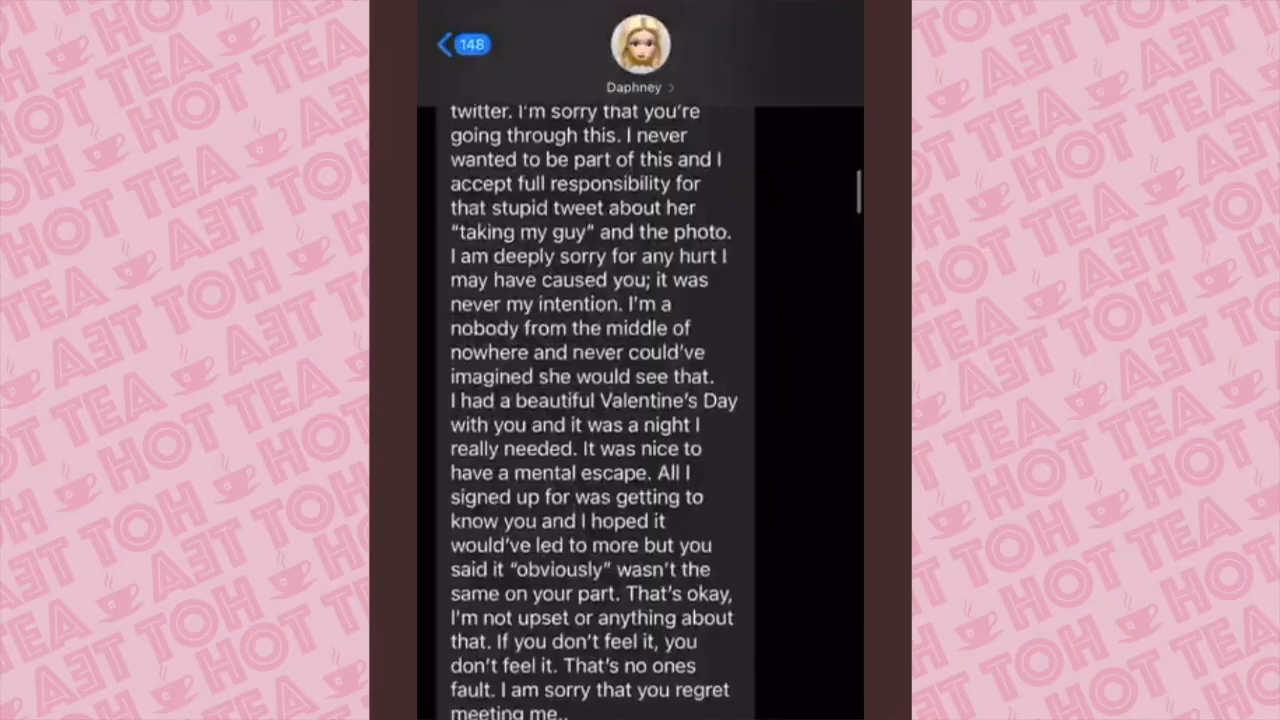 148
Daphney
twitter. I'm sorry that you're
going through this. I never
wanted to be part of this and I
accept full responsibility for
that stupid tweet about her
“taking my guy” and the photo.
I am deeply sorry for any hurt I
may have caused you; it was
never my intention. I'm a
nobody from the middle of
nowhere and never could've
imagined she would see that.
I had a beautiful Valentine's Day
with you and it was a night I
really needed. It was nice to
have a mental escape. All I
signed up for was getting to
know you and I hoped it
would've led to more but you
said it “obviously” wasn't the
same on your part. That's okay,
I'm not upset or anything about
that. If you don't feel it, you
don't feel it. That's no ones
fault. I am sorry that you regret
meeting me..
HOT TEA